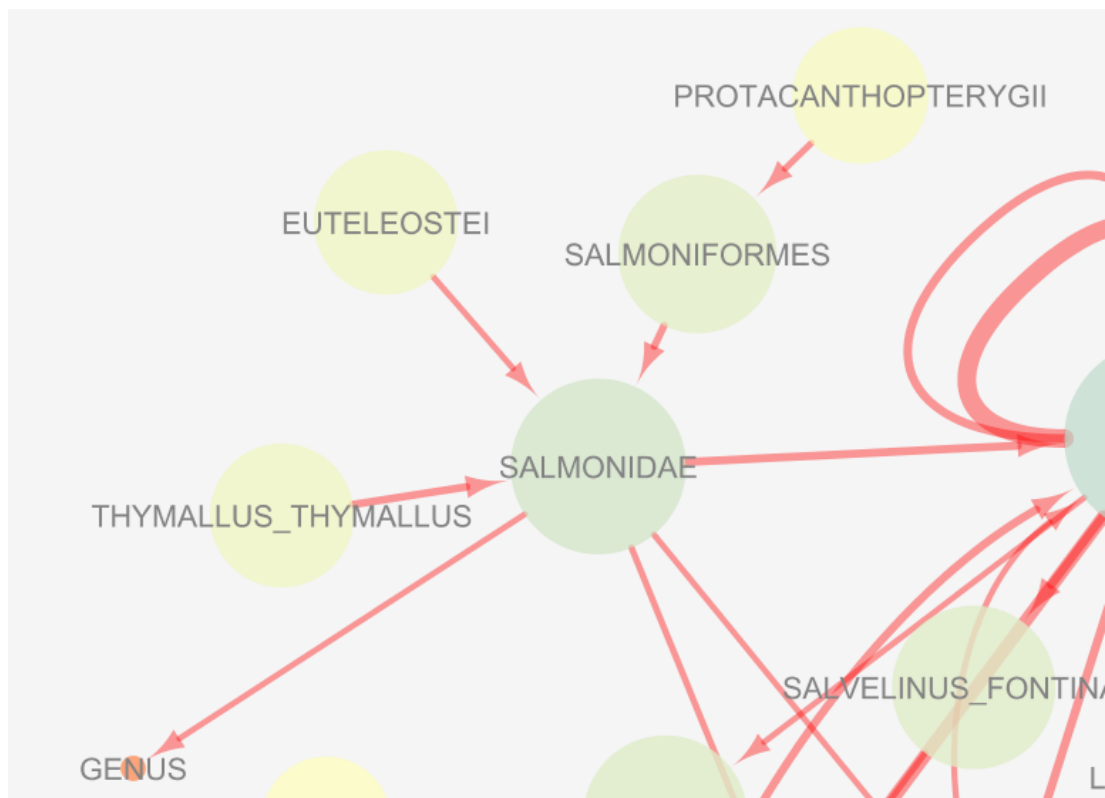 PROTACANTHOPTERYGII
EUTELEOSTEI
SALMONIFORMES
SALMONIDAE
THYMALLUS_THYMALLUS
SALVELINUS_FONTINA
GENUS
L